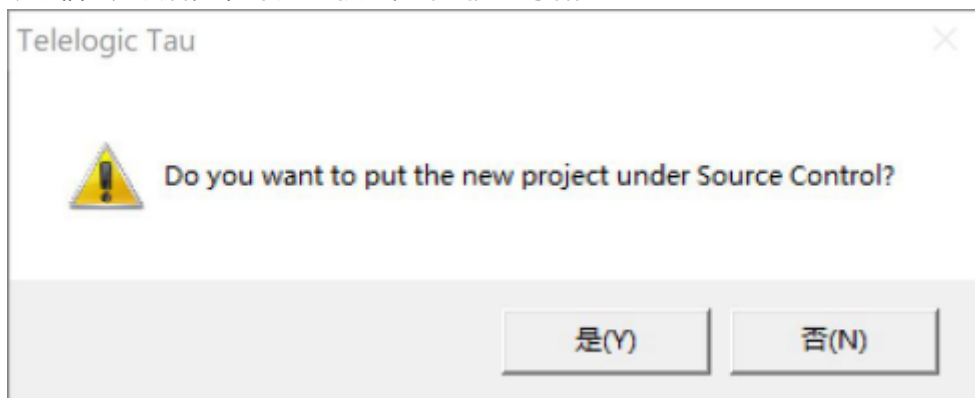 Telelogic Tau
Do you want to put the new project under Source Control?
是(Y)
否(N)